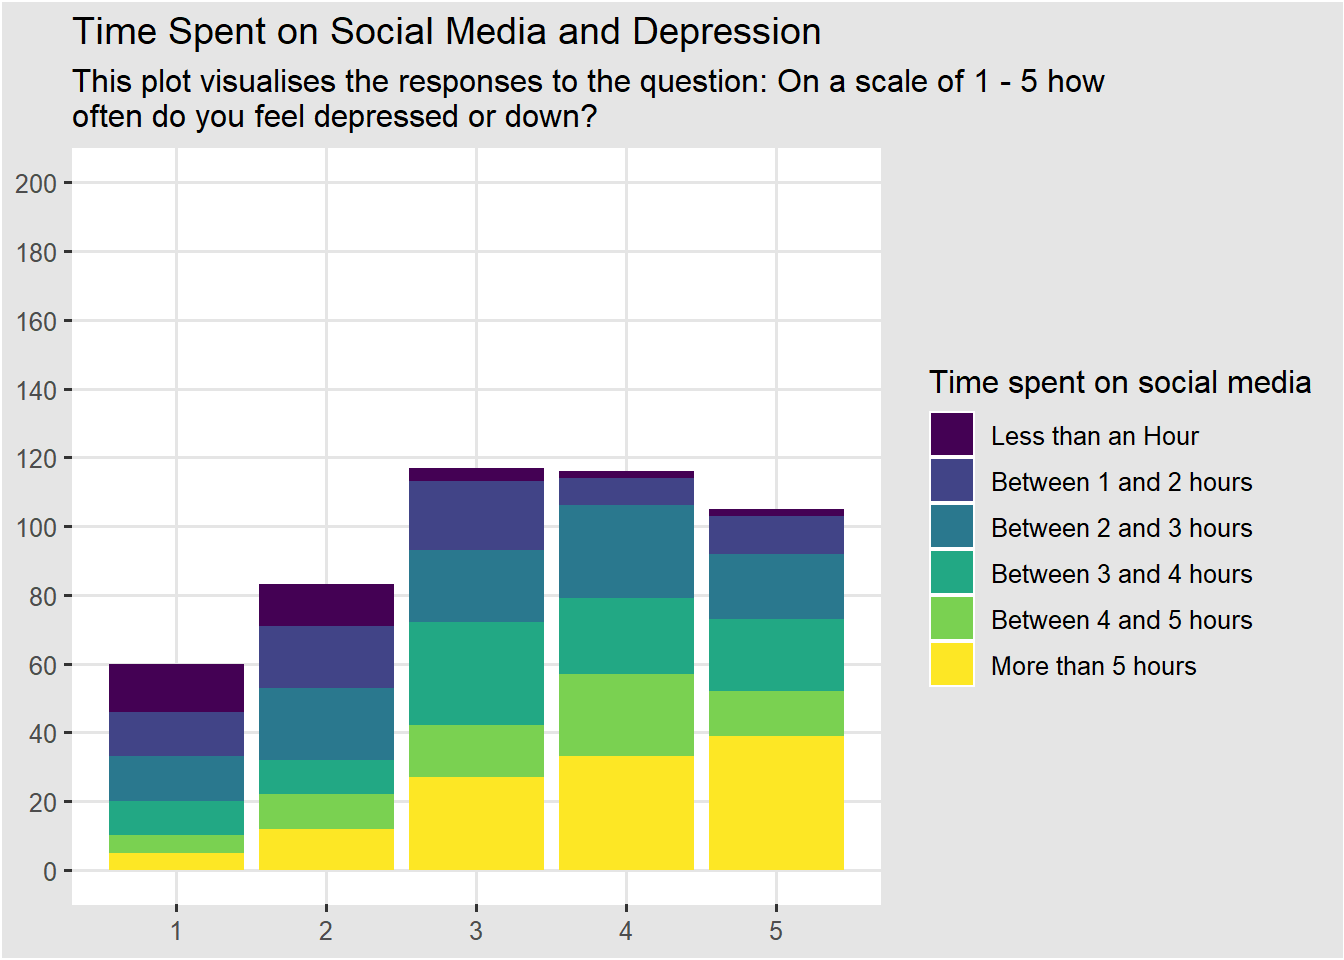 Time Spent on Social Media and Depression
This plot visualises the responses to the question: On a scale of 1 - 5 how
often do you feel depressed or down?
200
180
160
140
120
100
80
60
40
20
0
1 2 3 4 5
Time spent on social media
Less than an Hour
Between 1 and 2 hours
Between 2 and 3 hours
Between 3 and 4 hours
Between 4 and 5 hours
More than 5 hours